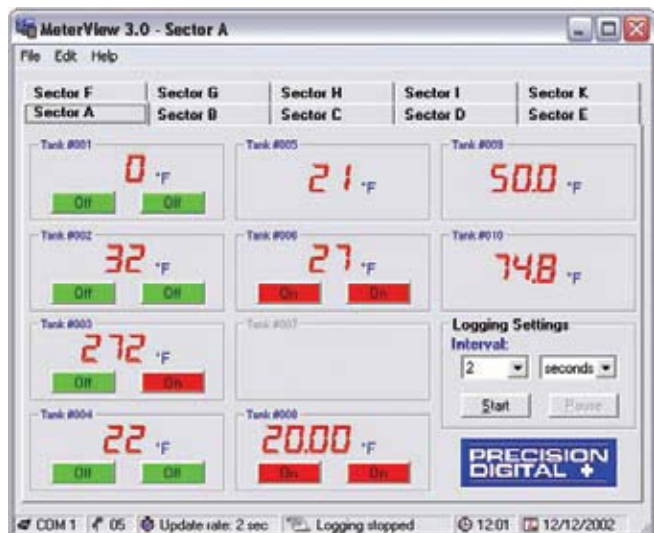 MeterView 3.0 - Sector A
File Edit Help
Sector F Sector G Sector H Sector I Sector K
Sector A Sector B Sector C Sector D Sector E
Tank #001 Tank #005 Tank #009
0 °F 21 °F 50.0 °F
Off Off
Tank #002 Tank #006 Tank #010
32 °F 27 °F 74.8 °F
Off Off On On
Tank #003 Tank #007 Logging Settings
272 °F Interval:
2 seconds
Off On
Start Pause
Tank #004 Tank #008
22 °F 20.00 °F
Off Off On On
PRECISION
DIGITAL
COM 1 05 Update rate: 2 sec Logging stopped 12:01 12/12/2002